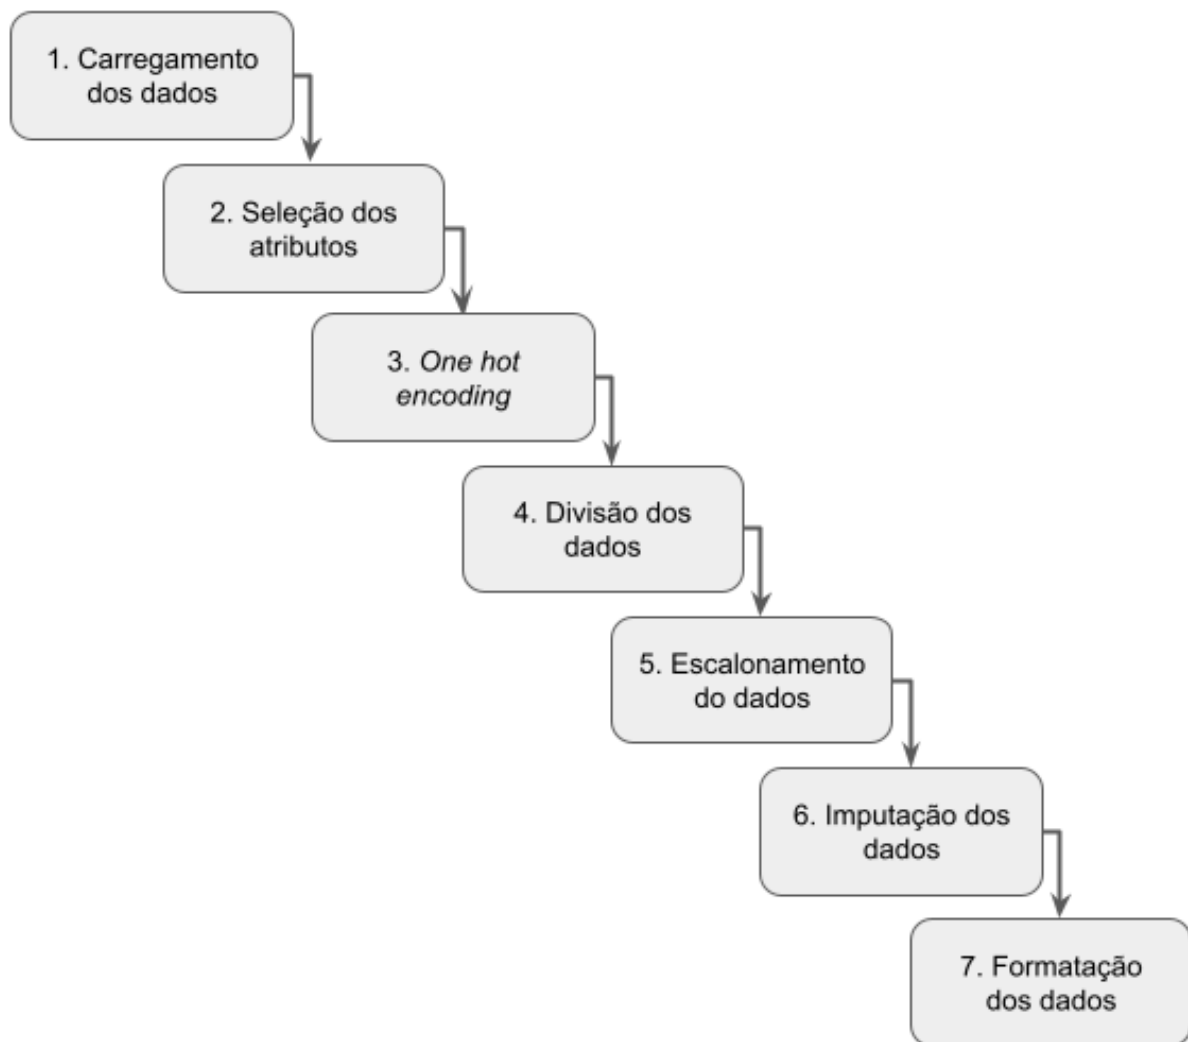 1. Carregamento
dos dados
2. Seleção dos
atributos
3. One hot
encoding
4. Divisão dos
dados
5. Escalonamento
do dados
6. Imputação dos
dados
7. Formatação
dos dados